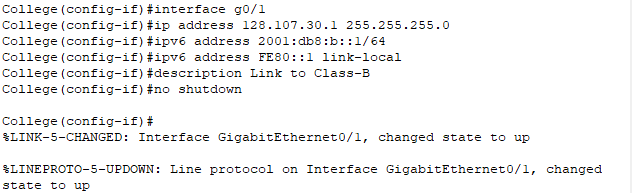 College(config-if)#interface g0/1
College(config-if)#ip address 128.107.30.1 255.255.255.0
College(config-if)#ipv6 address 2001:db8:b::1/64
College(config-if)#ipv6 address FE80::1 link-local
College(config-if)#description Link to Class-B
College(config-if)#no shutdown
College(config-if)#
%LINK-5-CHANGED: Interface GigabitEthernet0/1, changed state to up
%LINEPROTO-5-UPDOWN: Line protocol on Interface GigabitEthernet0/1, changed
state to up